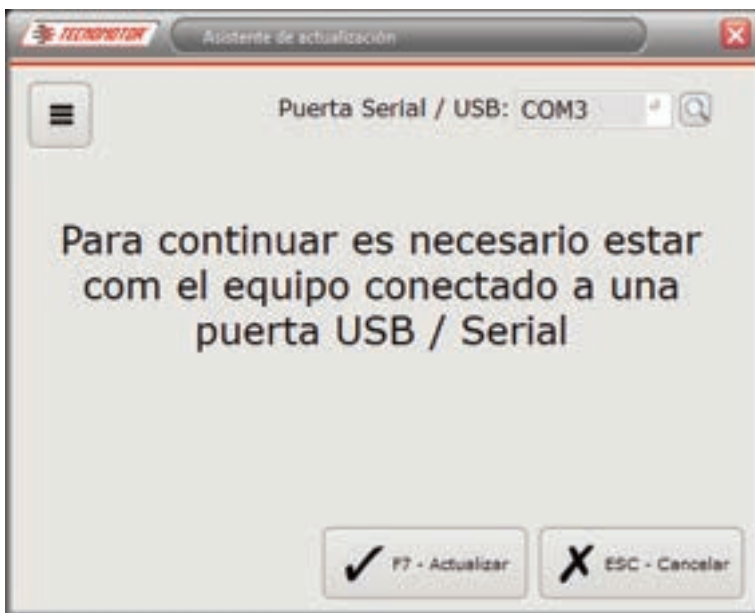 TECNOMOTOR
Asistente de actualización
Puerta Serial / USB: COM3
Para continuar es necesario estar
com el equipo conectado a una
puerta USB / Serial
F7 - Actualizar
ESC - Cancelar